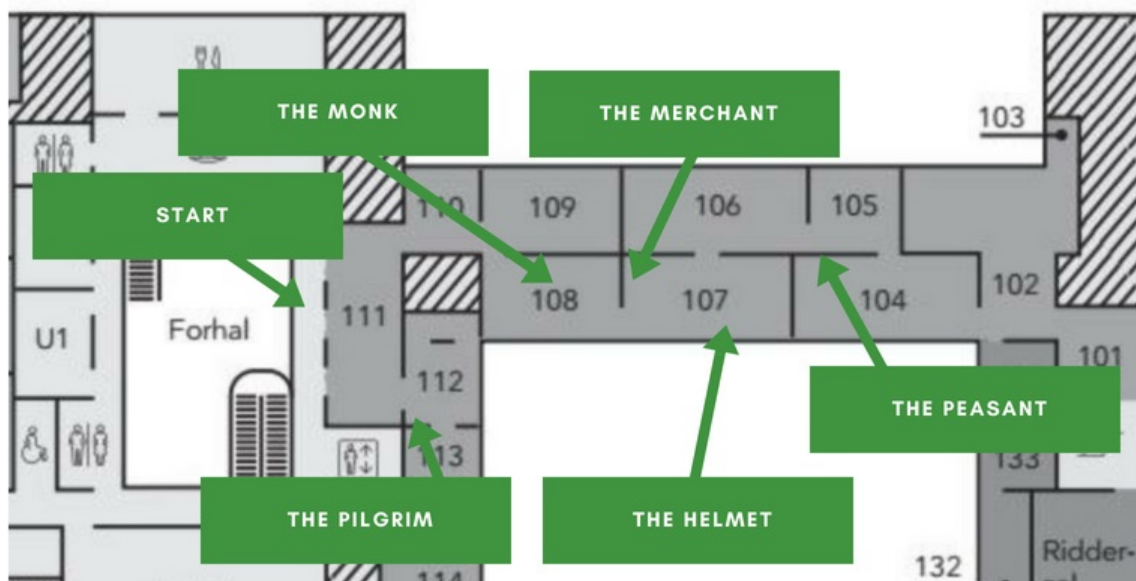 103
THE MONK
THE MERCHANT
START
110
109
106
105
108
107
104
102
111
Forhal
U1
112
101
THE PEASANT
113
133
THE PILGRIM
THE HELMET
132
Ridder-
114